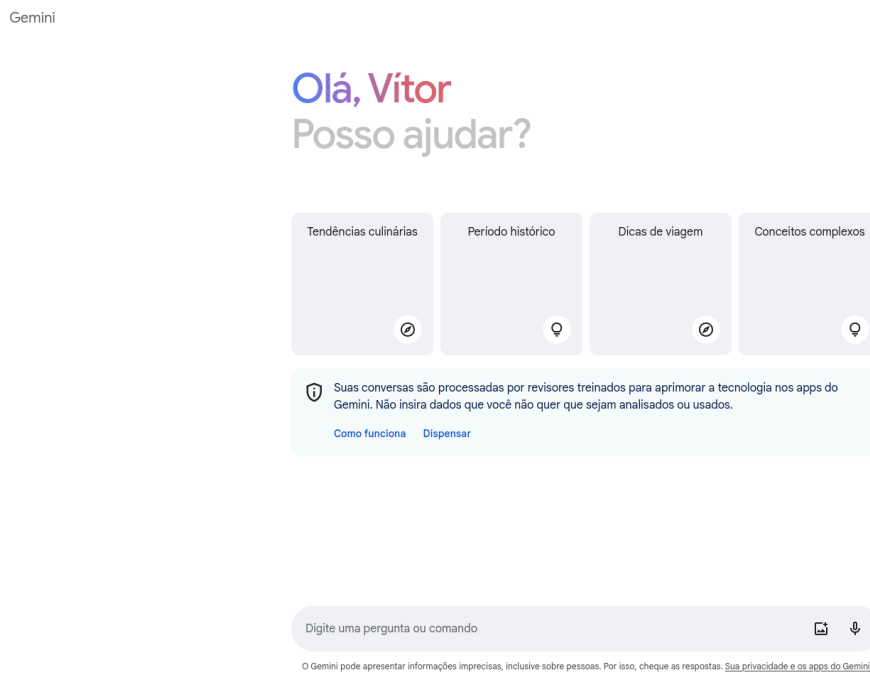 Gemini
Olá, Vítor
Posso ajudar?
Tendências culinárias
Período histórico
Dicas de viagem
Conceitos complexos
Suas conversas são processadas por revisores treinados para aprimorar a tecnologia nos apps do
Gemini. Não insira dados que você não quer que sejam analisados ou usados.
Como funciona Dispensar
Digite uma pergunta ou comando
O Gemini pode apresentar informações imprecisas, inclusive sobre pessoas. Por isso, cheque as respostas. Sua privacidade e os apps do Gemini